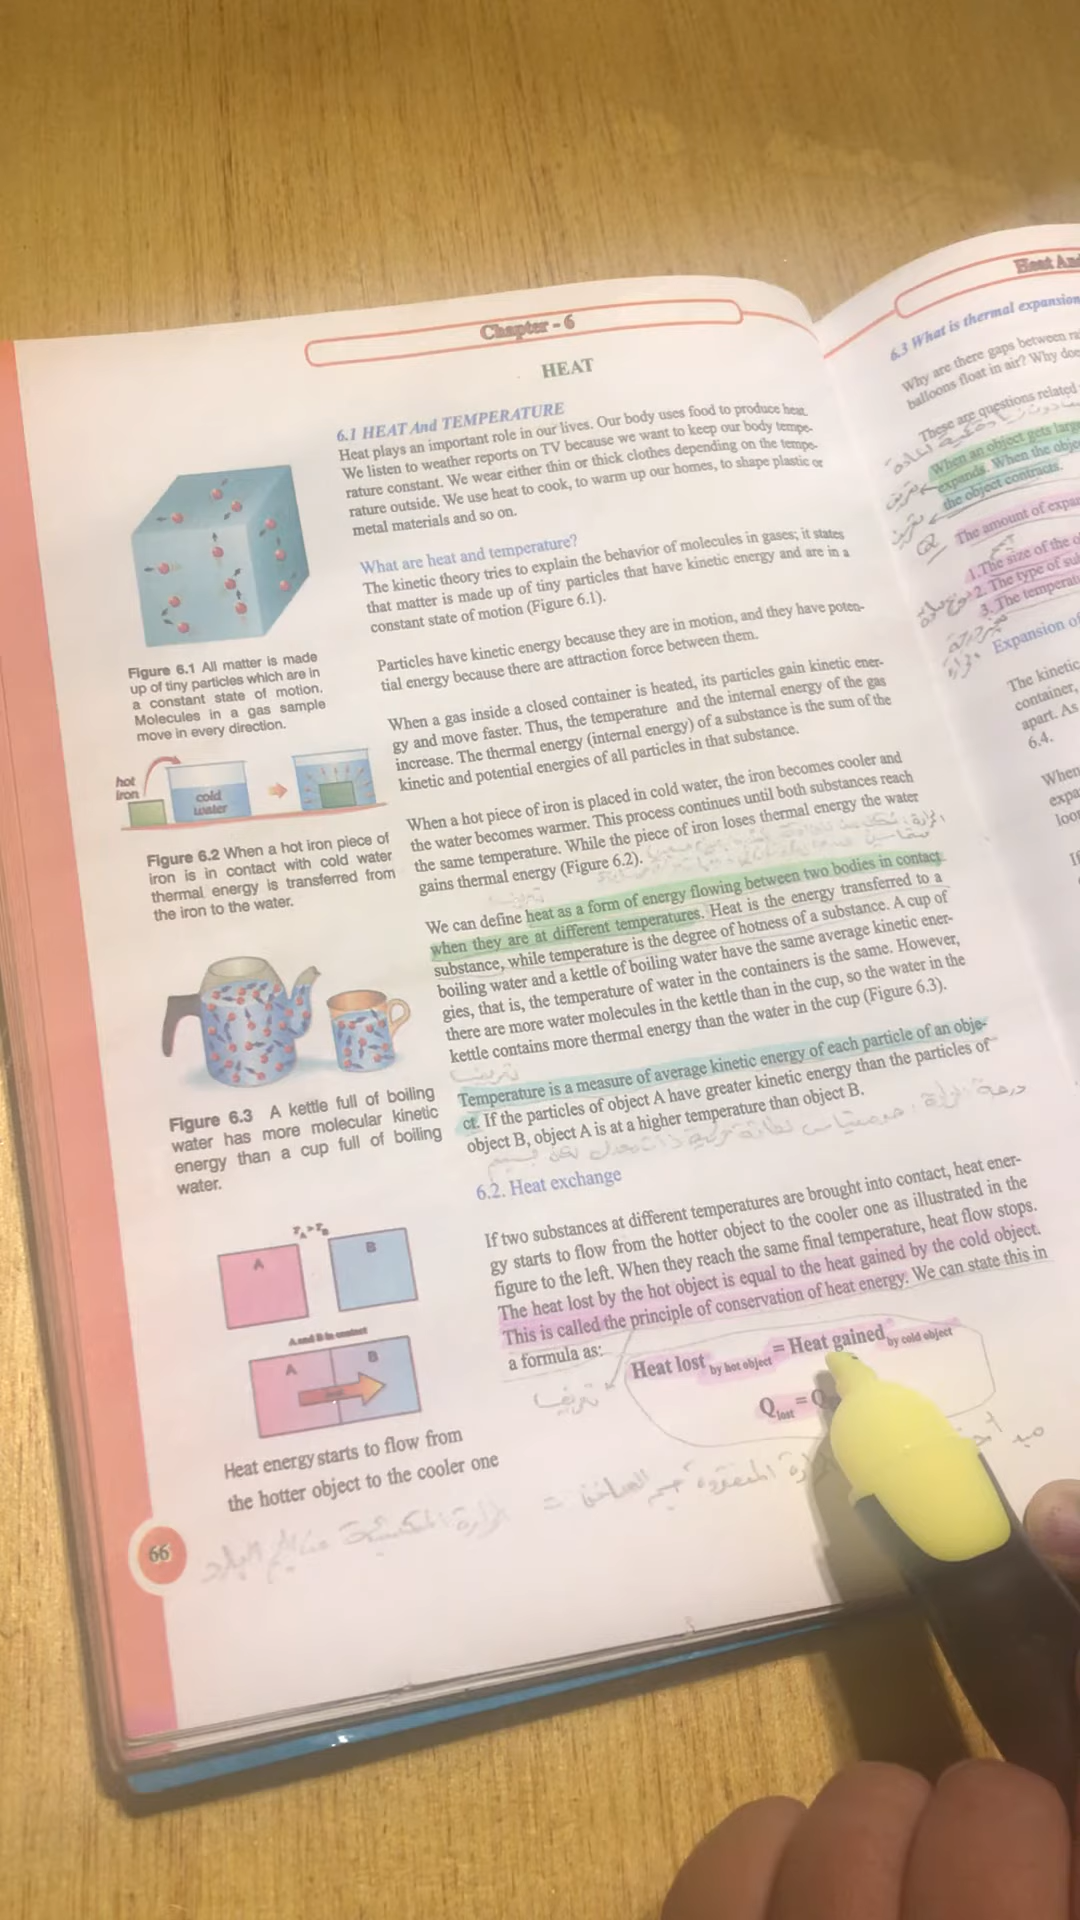 Chapter - 6
HEAT
6.1 HEAT And TEMPERATURE
Heat plays an important role in our lives. Our body uses food to produce heat.
We listen to weather reports on TV because we want to keep our body tempe-
rature constant. We wear either thin or thick clothes depending on the tempe-
rature outside. We use heat to cook, to warm up our homes, to shape plastic or
metal materials and so on.
What are heat and temperature?
The kinetic theory tries to explain the behavior of molecules in gases; it states
that matter is made up of tiny particles that have kinetic energy and are in a
constant state of motion (Figure 6.1).
Particles have kinetic energy because they are in motion, and they have poten-
tial energy because there are attraction force between them.
When a gas inside a closed container is heated, its particles gain kinetic ener-
gy and move faster. Thus, the temperature and the internal energy of the gas
increase. The thermal energy (internal energy) of a substance is the sum of the
kinetic and potential energies of all particles in that substance.
When a hot piece of iron is placed in cold water, the iron becomes cooler and
the water becomes warmer. This process continues until both substances reach
the same temperature. While the piece of iron loses thermal energy the water
gains thermal energy (Figure 6.2).
تعريف
We can define heat as a form of energy flowing between two bodies in contact
when they are at different temperatures. Heat is the energy transferred to a
substance, while temperature is the degree of hotness of a substance. A cup of
boiling water and a kettle of boiling water have the same average kinetic ener-
gies, that is, the temperature of water in the containers is the same. However,
there are more water molecules in the kettle than in the cup, so the water in the
kettle contains more thermal energy than the water in the cup (Figure 6.3).
تعريف
Temperature is a measure of average kinetic energy of each particle of an obje-
ct. If the particles of object A have greater kinetic energy than the particles of
object B, object A is at a higher temperature than object B.
درجة الحرارة
6.2. Heat exchange
If two substances at different temperatures are brought into contact, heat ener-
gy starts to flow from the hotter object to the cooler one as illustrated in the
figure to the left. When they reach the same final temperature, heat flow stops.
The heat lost by the hot object is equal to the heat gained by the cold object.
This is called the principle of conservation of heat energy. We can state this in
a formula as:
Heat lost by hot object = Heat gained by cold object
Q lost = Q
تعريف
Figure 6.1 All matter is made
up of tiny particles which are in
a constant state of motion.
Molecules in a gas sample
move in every direction.
hot
iron
cold
water
Figure 6.2 When a hot iron piece of
iron is in contact with cold water
thermal energy is transferred from
the iron to the water.
Figure 6.3 A kettle full of boiling
water has more molecular kinetic
energy than a cup full of boiling
water.
T A > T B
A B
A and B in contact
A B
Heat energy starts to flow from
the hotter object to the cooler one
66
Heat And
6.3 What is thermal expansion
Why are there gaps between
balloons float in air? Why
These are questions related
When an object gets
expands. When the
the object contracts.
The amount of
1. The size of the
2. The type of
3. The
Expansion of
The kinetic
container,
apart. As
6.4.
When